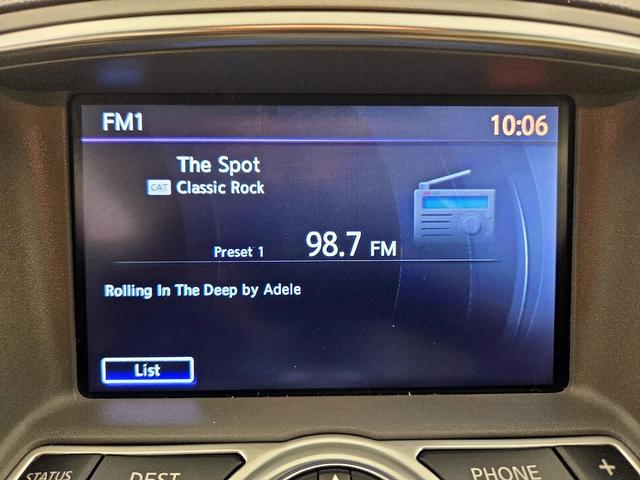 FM1 10:06
The Spot
CAT Classic Rock
Preset 1 98.7 FM
Rolling In The Deep by Adele
List
STATUS DEST PHONE +